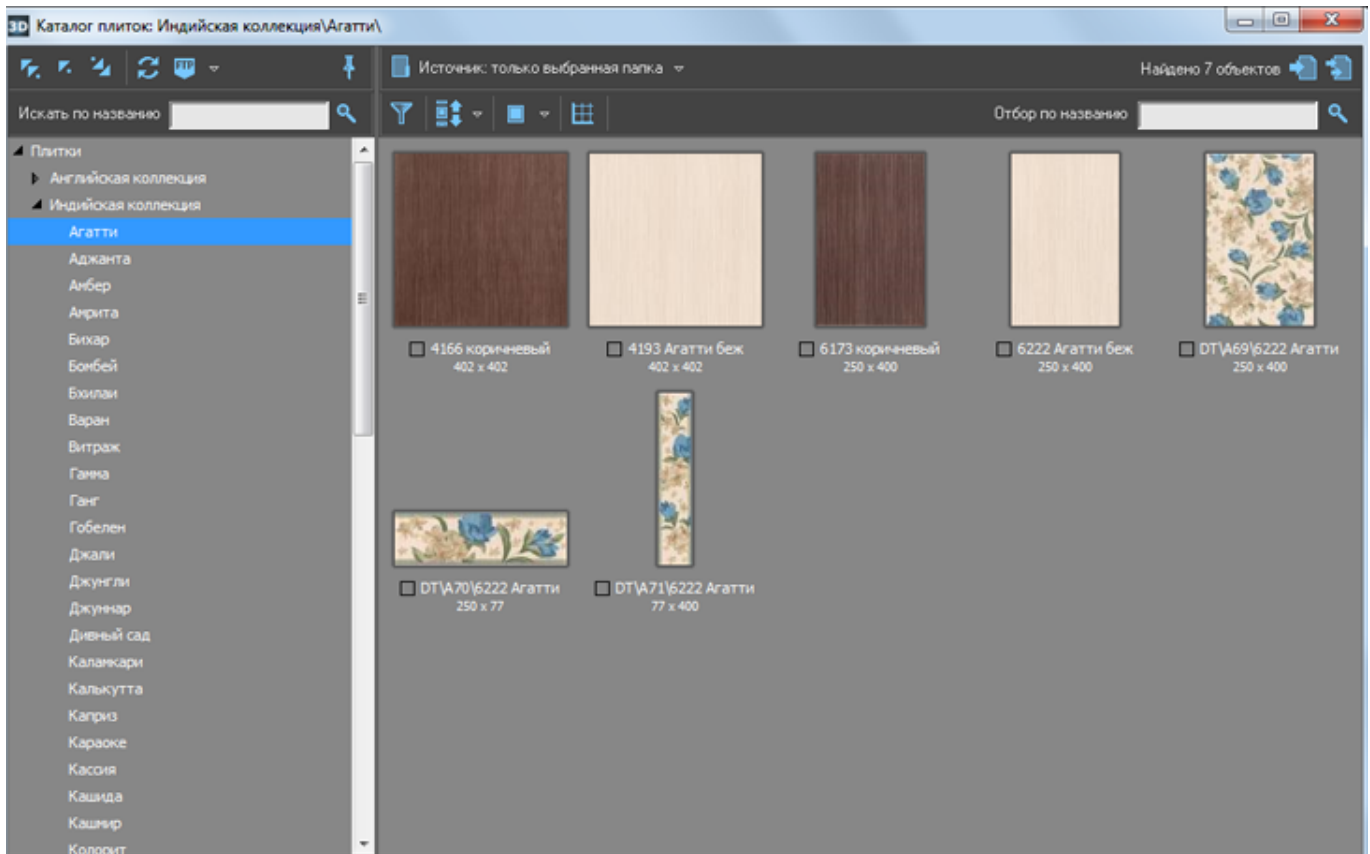 3D Каталог плиток: Индийская коллекция\Агатти\
Источник: только выбранная папка
Найдено 7 объектов
Искать по названию
Отбор по названию
Плитки
Английская коллекция
Индийская коллекция
Агатти
Аджанта
Амбер
Амрита
Бихар
Бомбей
Бхилаи
Варан
Витраж
Гамма
Ганг
Гобелен
Джали
Джунгли
Джуннар
Дивный сад
Каламкари
Калькутта
Каприз
Караоке
Кассия
Кашида
Кашмир
Колорит
4166 коричневый
402 x 402
4193 Агатти беж
402 x 402
6173 коричневый
250 x 400
6222 Агатти беж
250 x 400
DT\A69\6222 Агатти
250 x 400
DT\A70\6222 Агатти
250 x 77
DT\A71\6222 Агатти
77 x 400